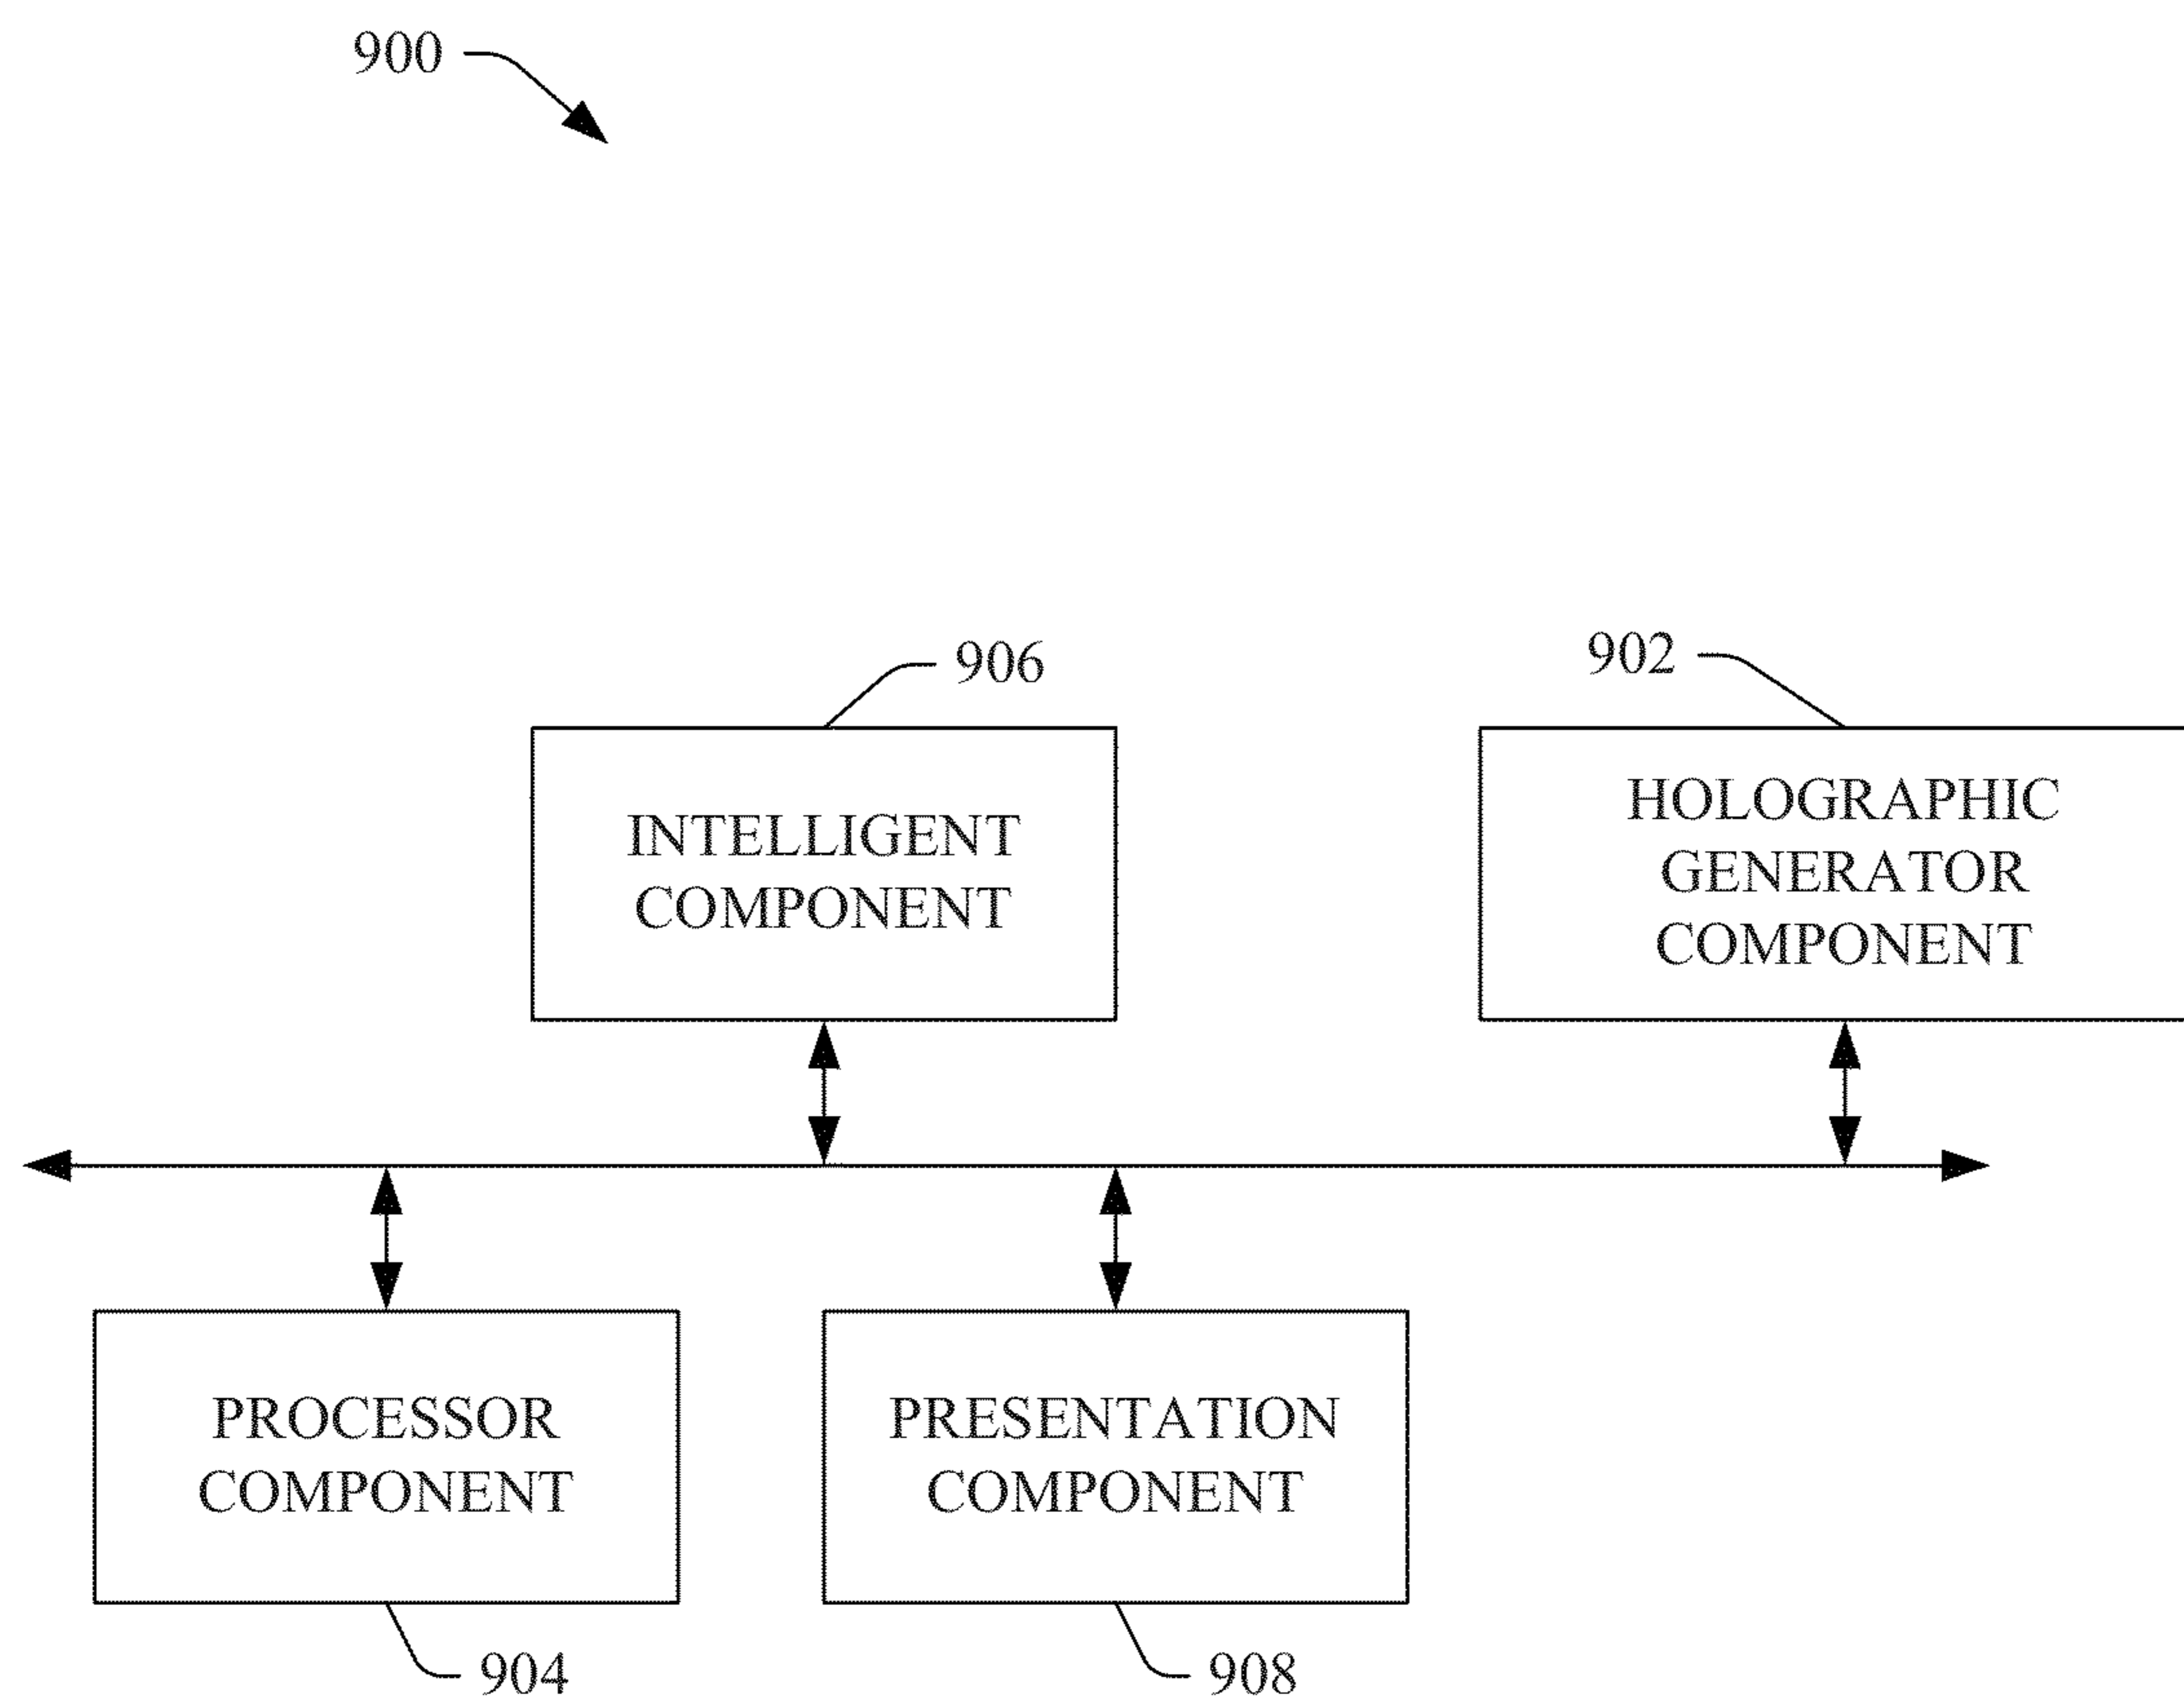 900
906
902
INTELLIGENT
COMPONENT
HOLOGRAPHIC
GENERATOR
COMPONENT
PROCESSOR
COMPONENT
PRESENTATION
COMPONENT
904
908